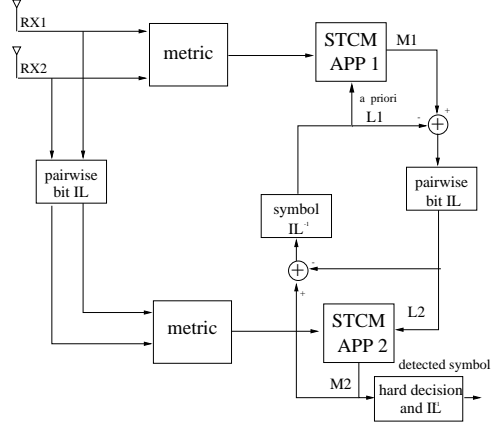 RX1
RX2
metric
STCM
APP 1
M1
a priori
L1
+
-
+
pairwise
bit IL
pairwise
bit IL
symbol
IL -1
+
-
+
L2
metric
STCM
APP 2
M2
detected symbol
hard decision
and IL